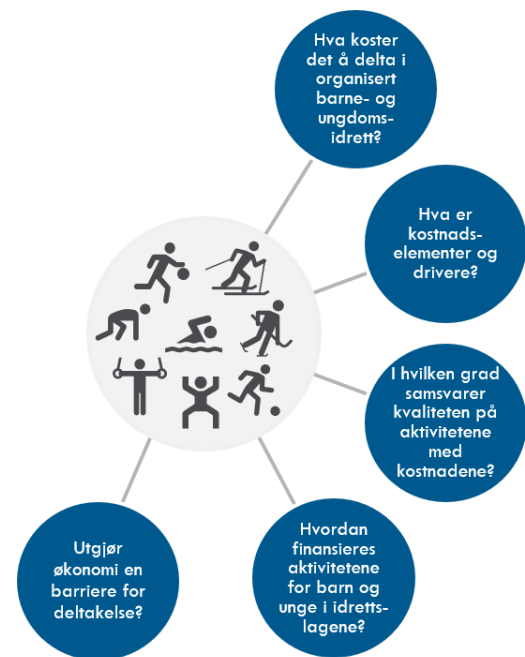 Hva koster
det å delta i
organisert
barne- og
ungdoms-
idrett?
Hva er
kostnads-
elementer og
drivere?
I hvilken grad
samsvarer
kvaliteten på
aktivitetene
med
kostnadene?
Hvordan
finansieres
aktivitetene
for barn og
unge i idretts-
lagene?
Utgjør
økonomi en
barriere for
deltakelse?